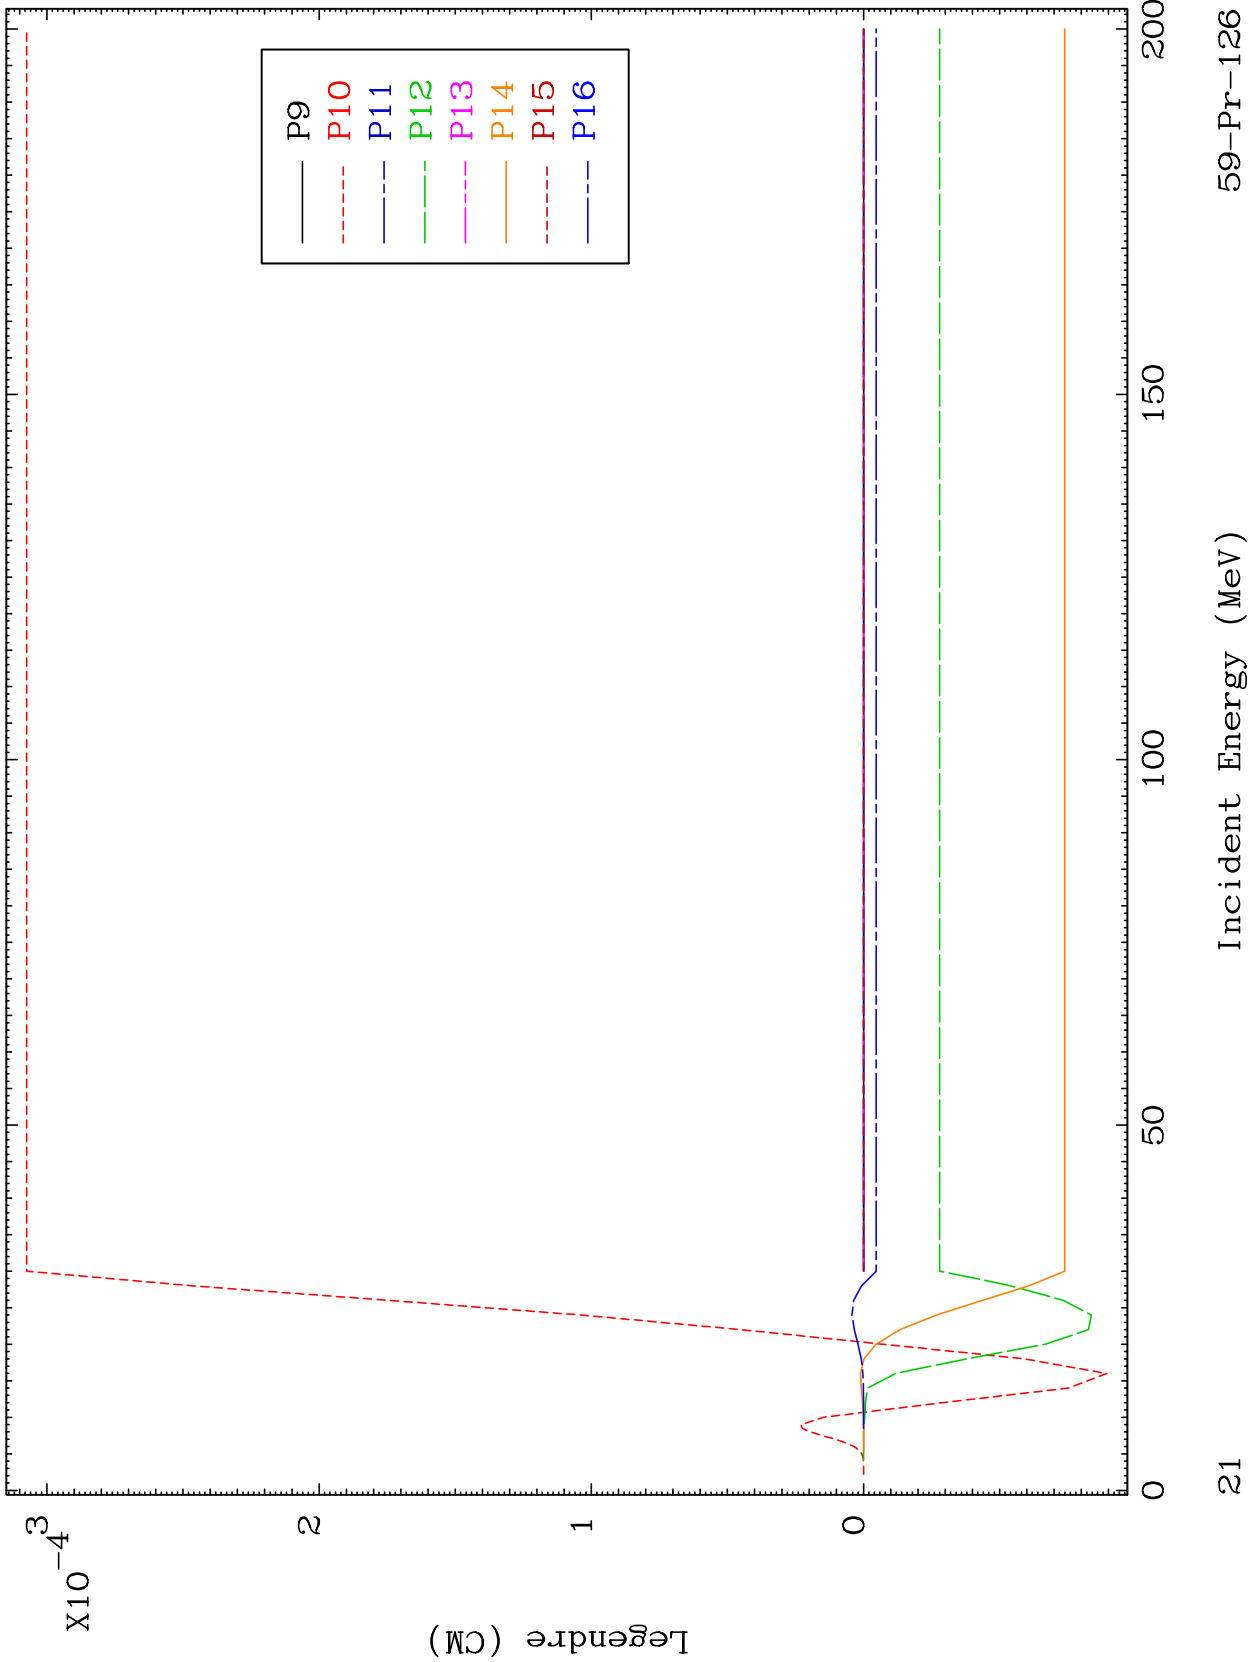 X10-4
3
2
1
0
Legendre (CM)
P9
P10
P11
P12
P13
P14
P15
P16
0
50
100
150
200
Incident Energy (MeV)
21
59-Pr-126